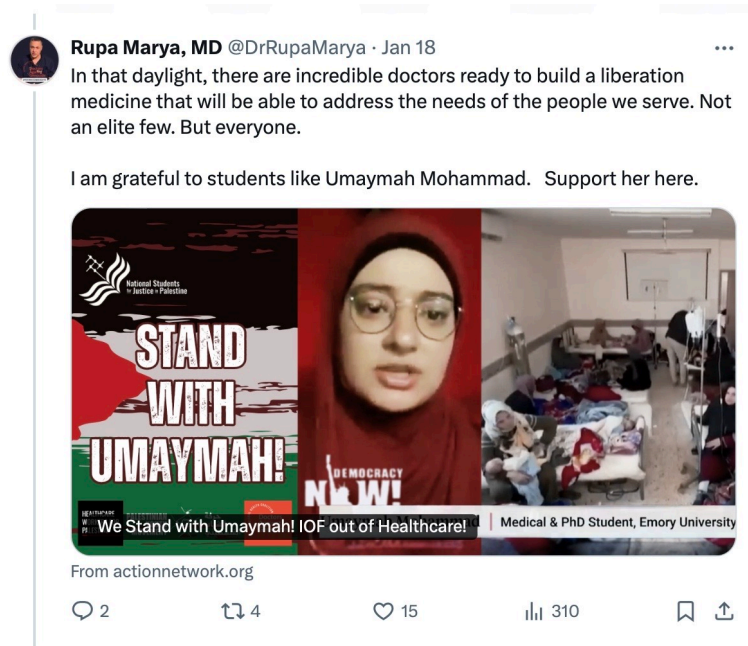 Rupa Marya, MD @DrRupaMarya · Jan 18
In that daylight, there are incredible doctors ready to build a liberation
medicine that will be able to address the needs of the people we serve. Not
an elite few. But everyone.
I am grateful to students like Umaymah Mohammad.   Support her here.
National Students
for Justice in Palestine
STAND
WITH
UMAYMAH!
DEMOCRACY
NOW!
HEALTHCARE
We Stand with Umaymah! IOF out of Healthcare!
Medical & PhD Student, Emory University
From actionnetwork.org
2
4
15
310